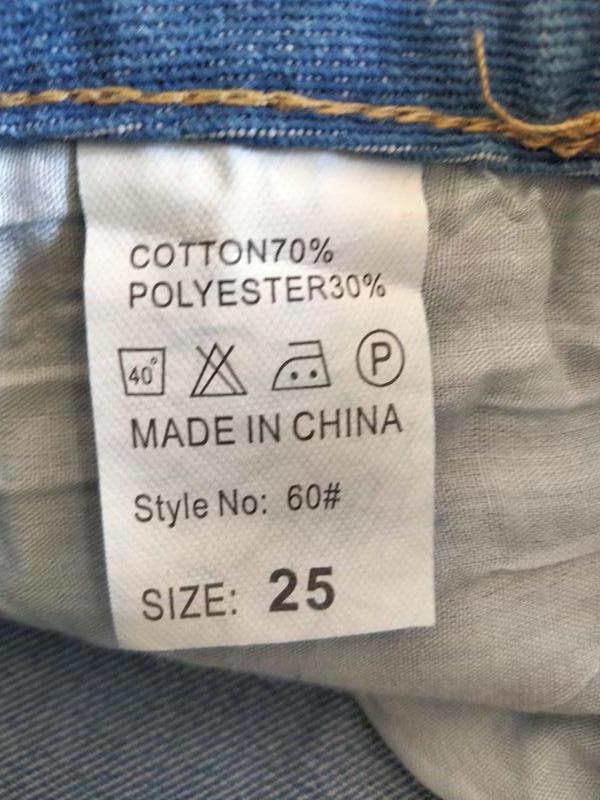 COTTON70%
POLYESTER30%
40° P
MADE IN CHINA
Style No: 60#
SIZE: 25